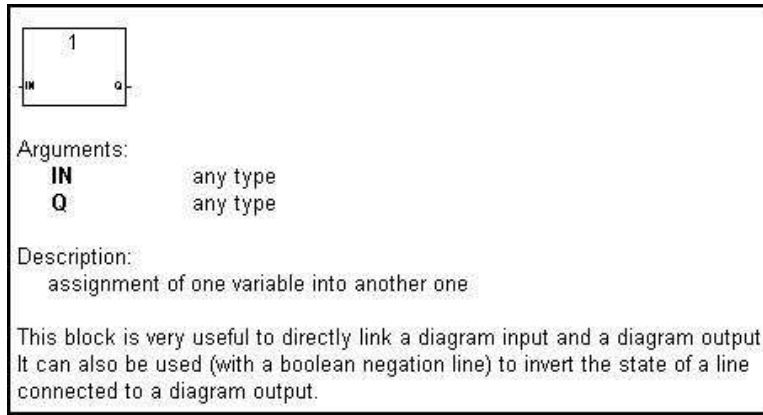 1
IN Q
Arguments:
IN any type
Q any type
Description:
assignment of one variable into another one
This block is very useful to directly link a diagram input and a diagram output
It can also be used (with a boolean negation line) to invert the state of a line
connected to a diagram output.